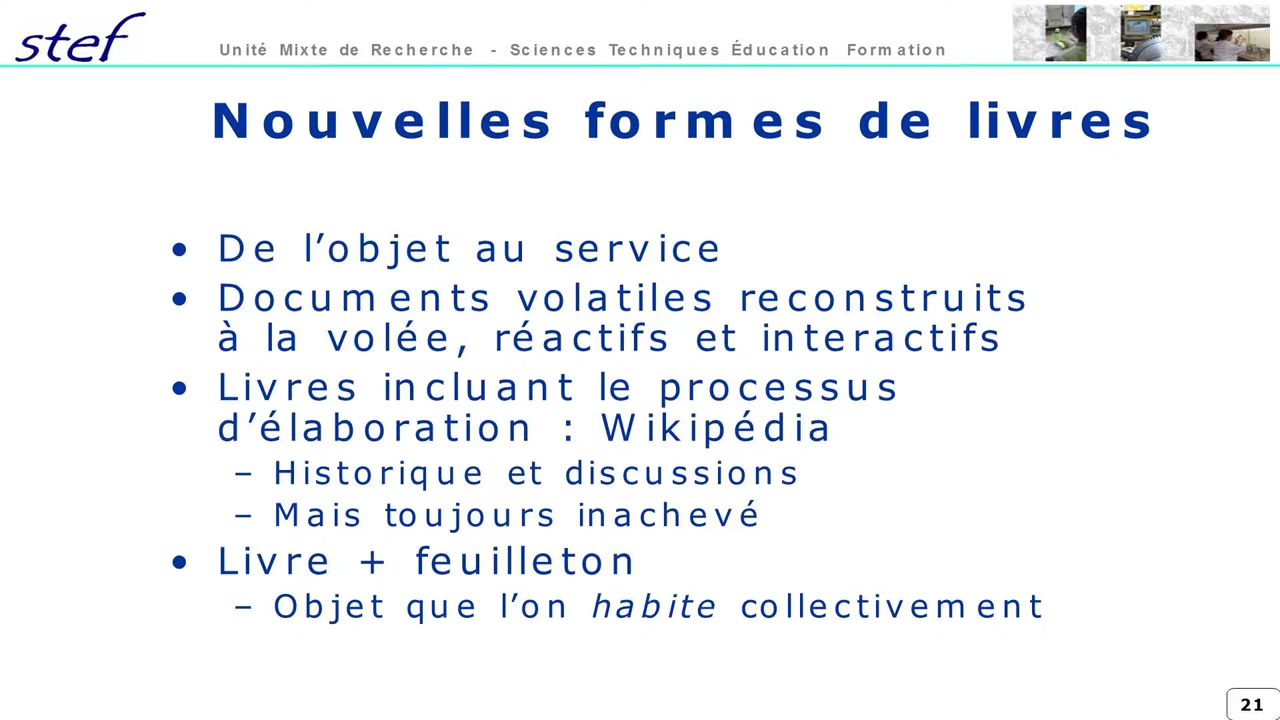 stef
Unité Mixte de Recherche - Sciences Techniques Éducation Formation
Nouvelles formes de livres
• De l’objet au service
• Documents volatiles reconstruits
à la volée, réactifs et interactifs
• Livres incluant le processus
d’élaboration : Wikipédia
– Historique et discussions
– Mais toujours inachevé
• Livre + feuilleton
– Objet que l’on habite collectivement
21